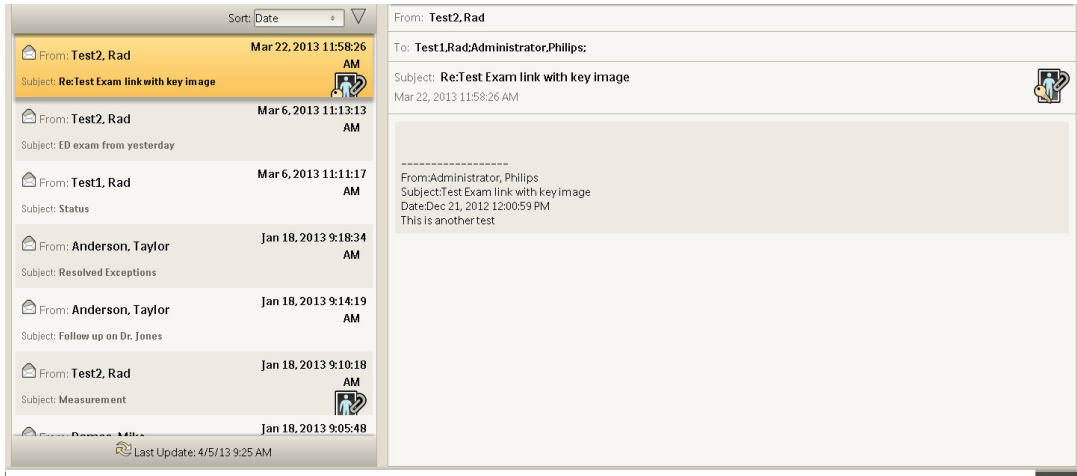 Sort: Date
From: Test2, Rad
Mar 22, 2013 11:58:26
AM
Subject: Re:Test Exam link with key image
From: Test2, Rad
Mar 6, 2013 11:13:13
AM
Subject: ED exam from yesterday
From: Test1, Rad
Mar 6, 2013 11:11:17
AM
Subject: Status
From: Anderson, Taylor
Jan 18, 2013 9:18:34
AM
Subject: Resolved Exceptions
From: Anderson, Taylor
Jan 18, 2013 9:14:19
AM
Subject: Follow up on Dr. Jones
From: Test2, Rad
Jan 18, 2013 9:10:18
AM
Subject: Measurement
Jan 18, 2013 9:05:48
Last Update: 4/5/13 9:25 AM
From: Test2, Rad
To: Test1,Rad;Administrator,Philips;
Subject: Re:Test Exam link with key image
Mar 22, 2013 11:58:26 AM
------------------
From:Administrator, Philips
Subject:Test Exam link with key image
Date:Dec 21, 2012 12:00:59 PM
This is another test